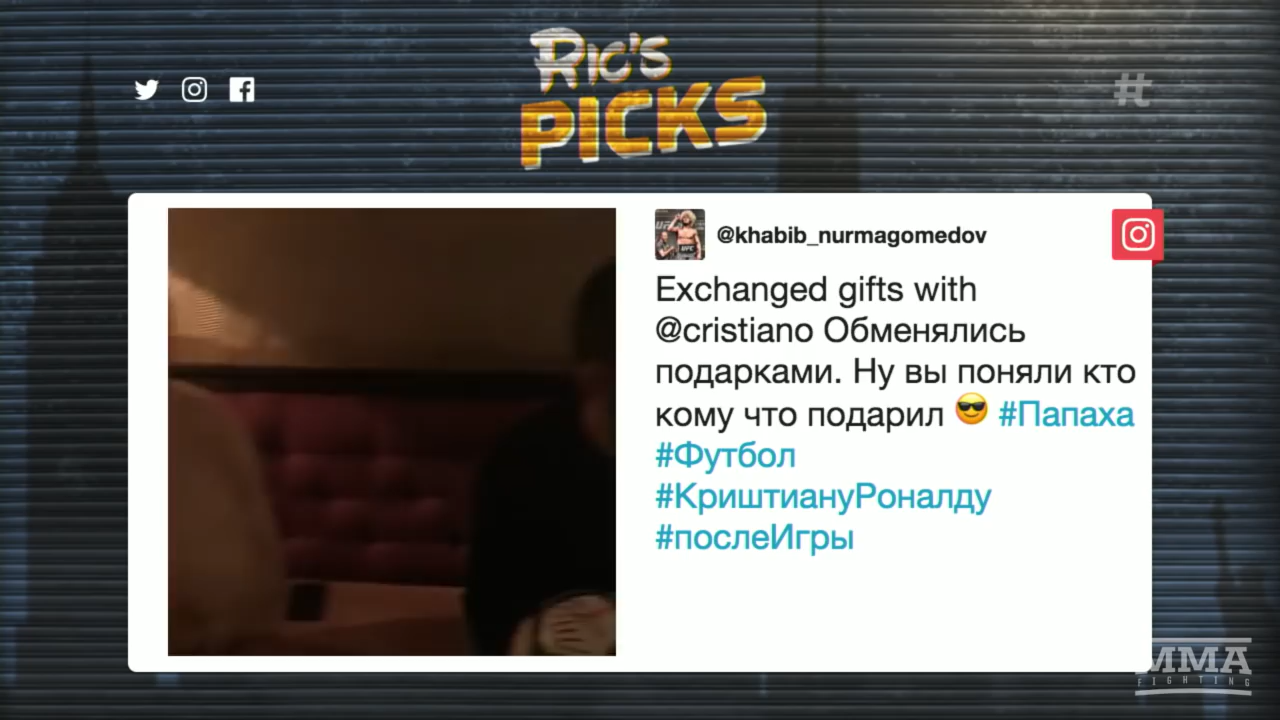 Ric's
PICKS
#
@khabib_nurmagomedov
Exchanged gifts with
@cristiano Обменялись
подарками. Ну вы поняли кто
кому что подарил 😎 #Папаха
#Футбол
#КриштиануРоналду
#послеИгры
MMA
FIGHTING